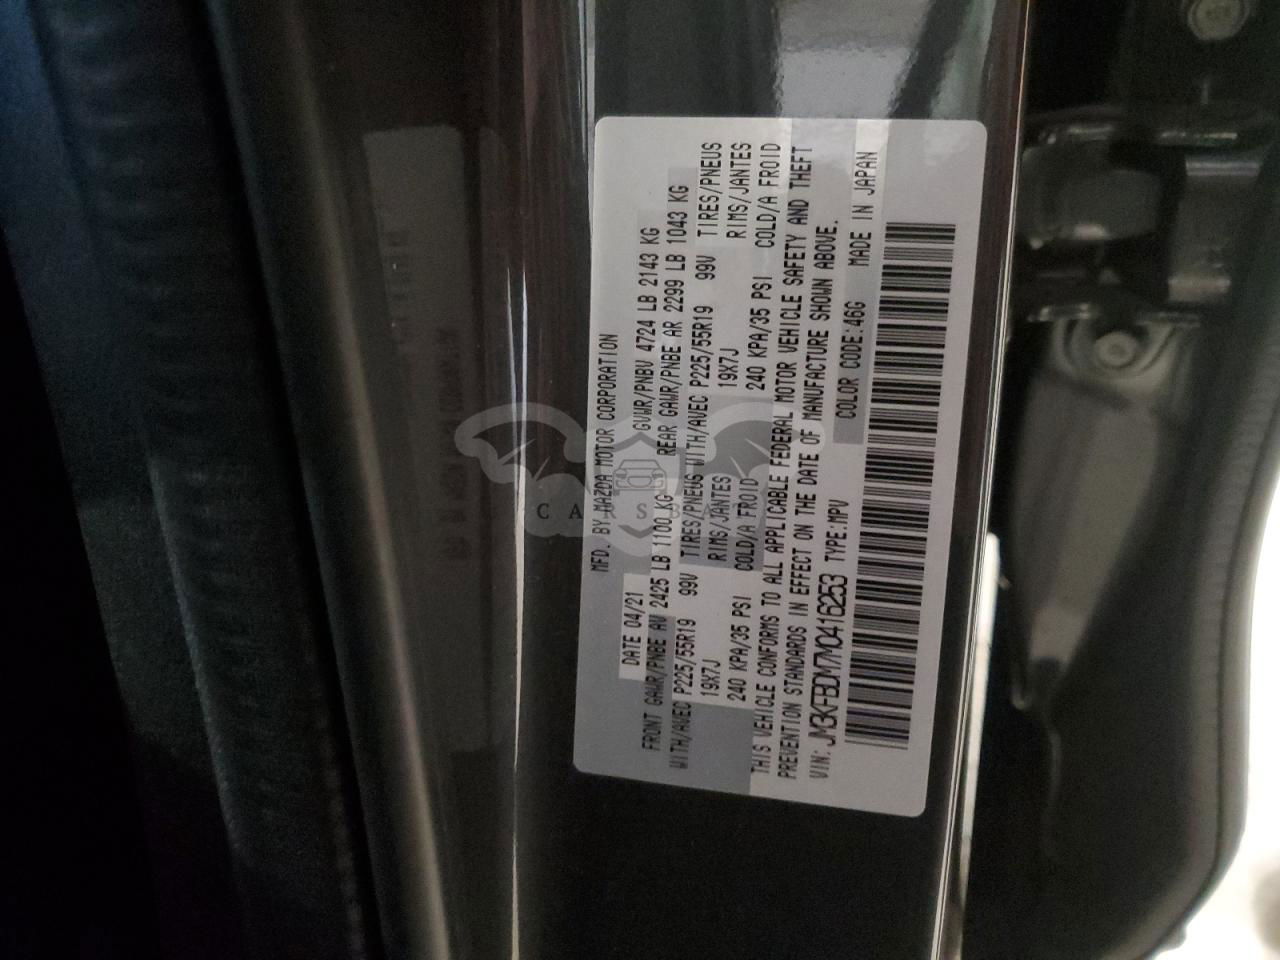 MFD. BY MAZDA MOTOR CORPORATION
DATE 04/21 GVWR/PNBV 4724 LB 2143 KG
FRONT GAWR/PNBE AV 2425 LB 1100 KG REAR GAWR/PNBE AR 2299 LB 1043 KG
WITH/AVEC P225/55R19 99V TIRES/PNEUS WITH/AVEC P225/55R19 99V TIRES/PNEUS
19X7J RIMS/JANTES 19X7J RIMS/JANTES
240 KPA/35 PSI COLD/A FROID 240 KPA/35 PSI COLD/A FROID
THIS VEHICLE CONFORMS TO ALL APPLICABLE FEDERAL MOTOR VEHICLE SAFETY AND THEFT
PREVENTION STANDARDS IN EFFECT ON THE DATE OF MANUFACTURE SHOWN ABOVE.
VIN: JM3KFBDM7M0416253 TYPE:MPV COLOR CODE:46G MADE IN JAPAN